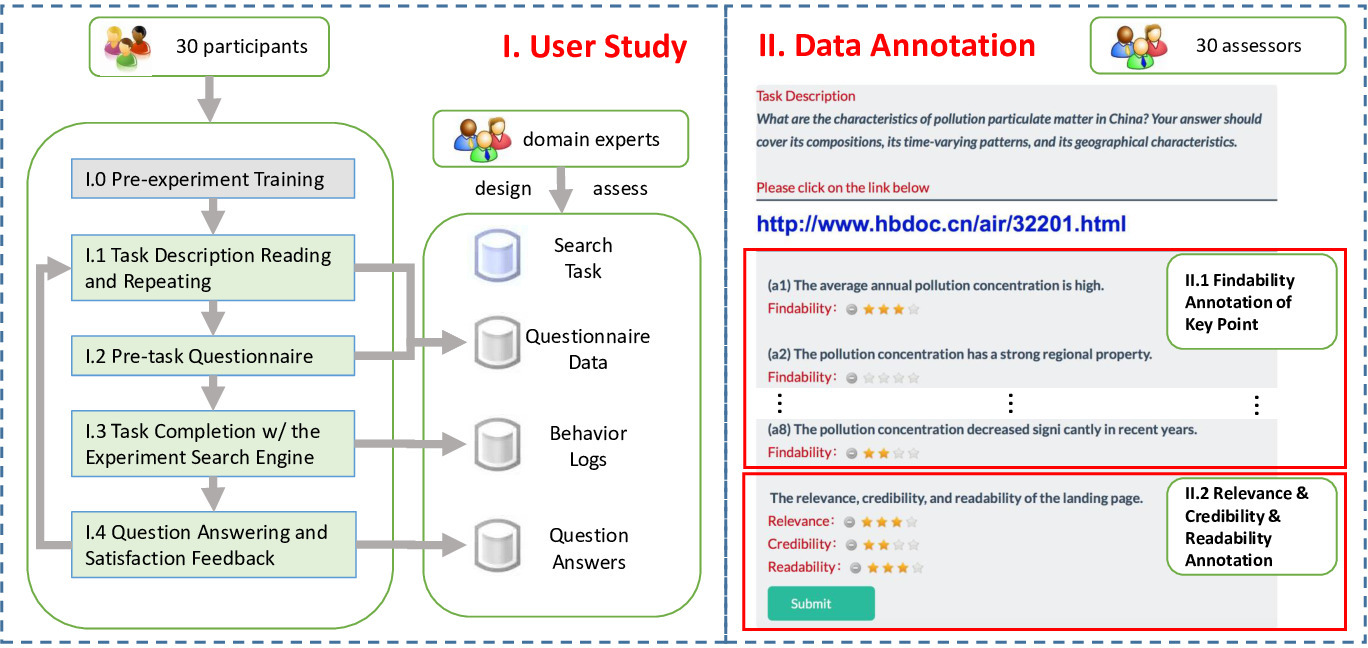 30 participants
I. User Study
domain experts
design
assess
I.0 Pre-experiment Training
I.1 Task Description Reading
and Repeating
I.2 Pre-task Questionnaire
I.3 Task Completion w/ the
Experiment Search Engine
I.4 Question Answering and
Satisfaction Feedback
Search
Task
Questionnaire
Data
Behavior
Logs
Question
Answers
II. Data Annotation
30 assessors
Task Description
What are the characteristics of pollution particulate matter in China? Your answer should
cover its compositions, its time-varying patterns, and its geographical characteristics.
Please click on the link below
http://www.hbdoc.cn/air/32201.html
(a1) The average annual pollution concentration is high.
Findability:
(a2) The pollution concentration has a strong regional property.
Findability:
(a8) The pollution concentration decreased signi cantly in recent years.
Findability:
II.1 Findability
Annotation of
Key Point
The relevance, credibility, and readability of the landing page.
Relevance:
Credibility:
Readability:
Submit
II.2 Relevance &
Credibility &
Readability
Annotation